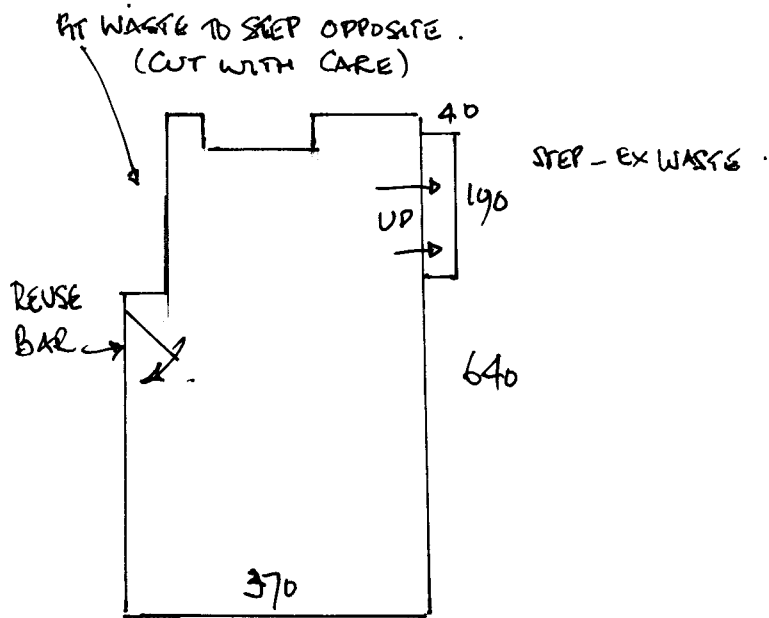 FIT WASTE TO STEP OPPOSITE.
(CUT WITH CARE)
40
STEP - EX WASTE.
190
UP
REUSE
BAR
640
370